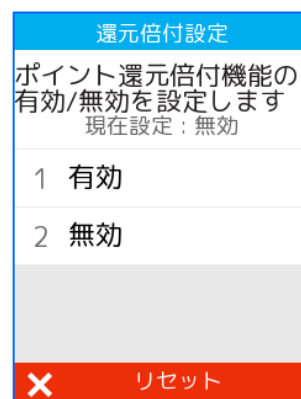 還元倍付設定
ポイント還元倍付機能の
有効/無効を設定します
現在設定：無効
1 有効
2 無効
× リセット